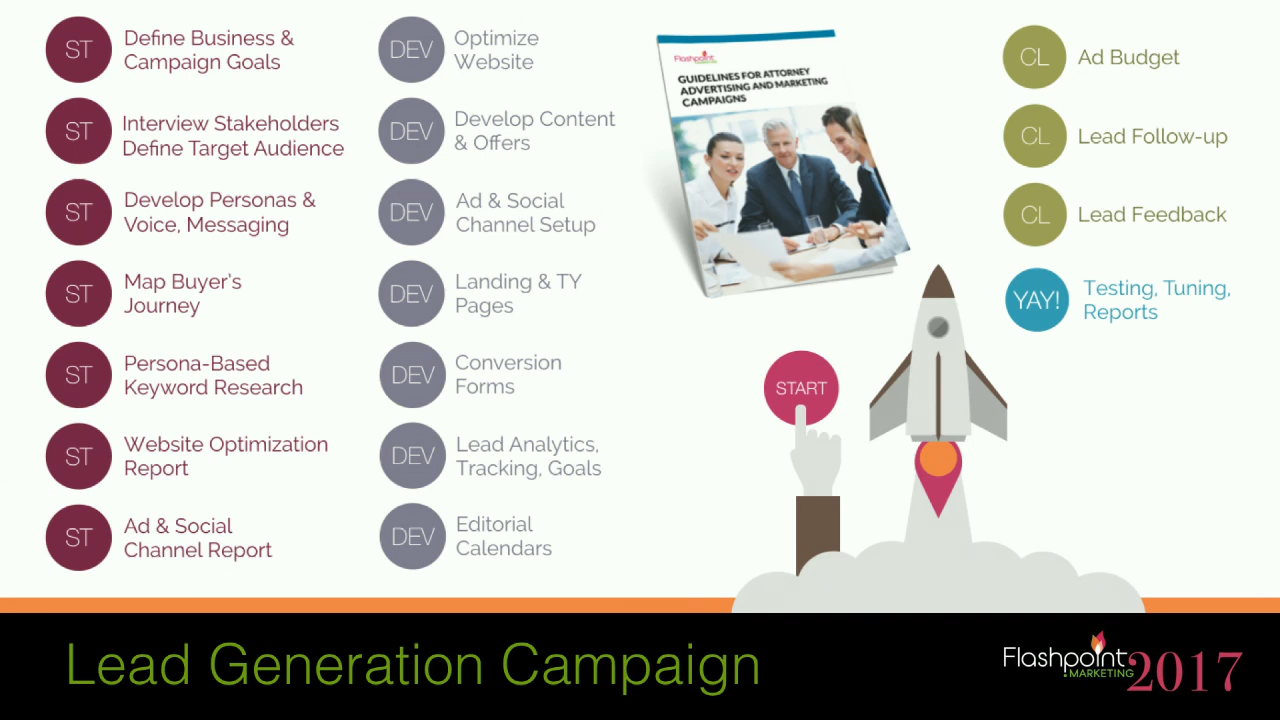 ST
Define Business &
Campaign Goals
ST
Interview Stakeholders
Define Target Audience
ST
Develop Personas &
Voice, Messaging
ST
Map Buyer's
Journey
ST
Persona-Based
Keyword Research
ST
Website Optimization
Report
ST
Ad & Social
Channel Report
DEV
Optimize
Website
DEV
Develop Content
& Offers
DEV
Ad & Social
Channel Setup
DEV
Landing & TY
Pages
DEV
Conversion
Forms
DEV
Lead Analytics,
Tracking, Goals
DEV
Editorial
Calendars
Flashpoint
MARKETING
GUIDELINES FOR ATTORNEY
ADVERTISING AND MARKETING
CAMPAIGNS
START
CL
Ad Budget
CL
Lead Follow-up
CL
Lead Feedback
YAY!
Testing, Tuning,
Reports
Lead Generation Campaign
Flashpoint
MARKETING
2017